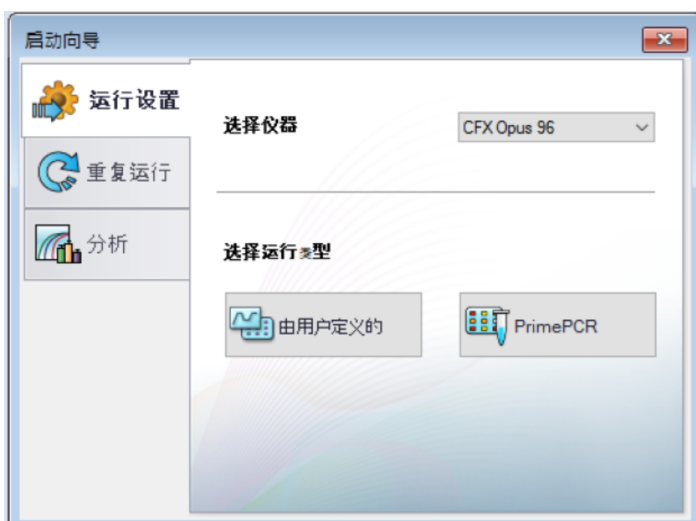 启动向导
运行设置
重复运行
分析
选择仪器
CFX Opus 96
选择运行类型
由用户定义的
PrimePCR